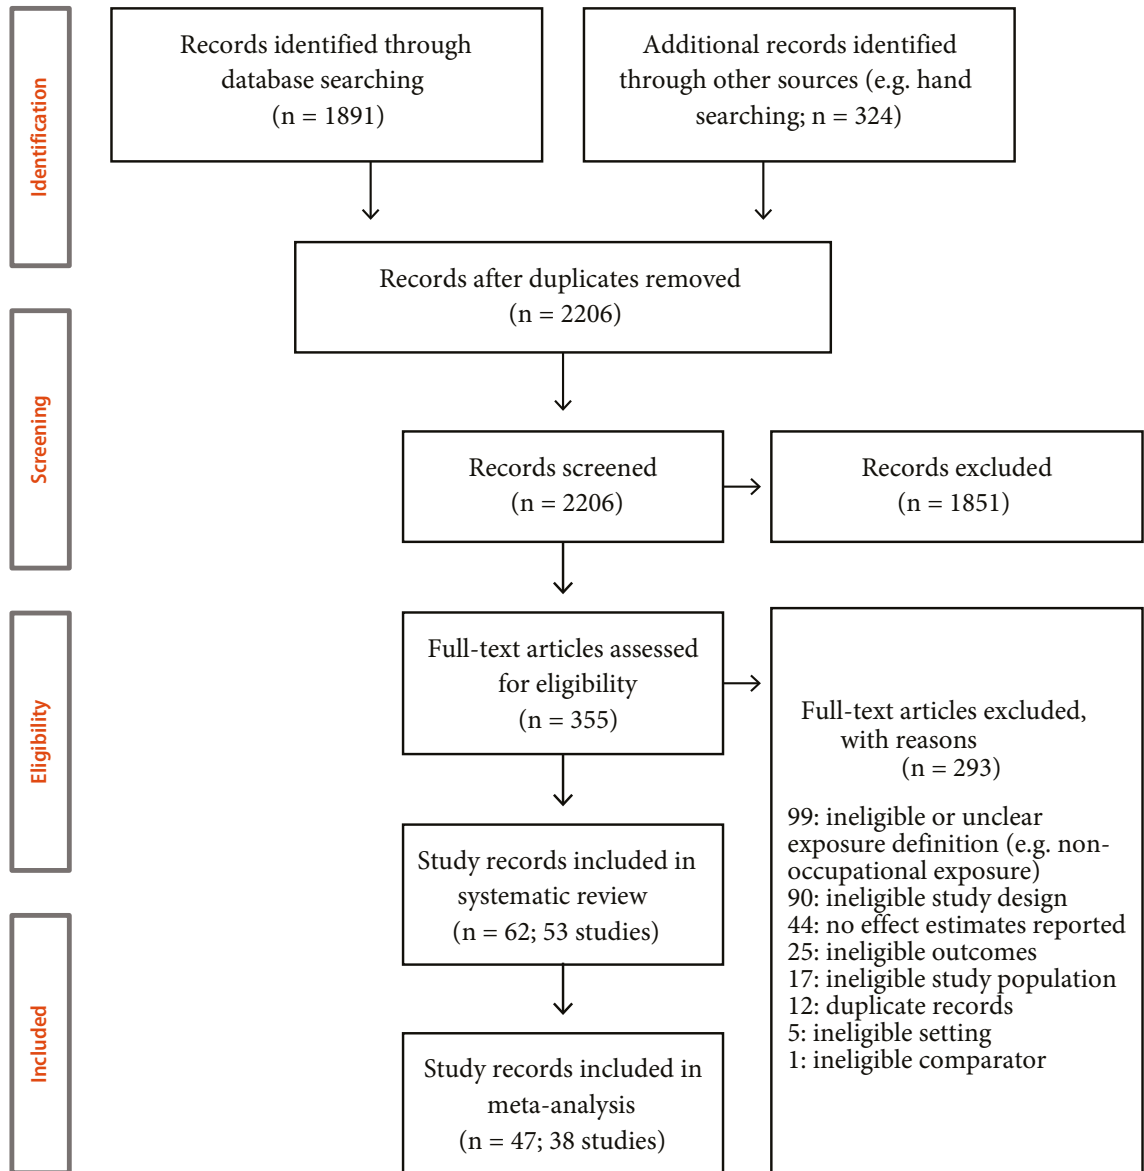 Identification
Records identified through
database searching
(n = 1891)
Additional records identified
through other sources (e.g. hand
searching; n = 324)
Records after duplicates removed
(n = 2206)
Screening
Records screened
(n = 2206)
Records excluded
(n = 1851)
Eligibility
Full-text articles assessed
for eligibility
(n = 355)
Full-text articles excluded,
with reasons
(n = 293)
99: ineligible or unclear
exposure definition (e.g. non-
occupational exposure)
90: ineligible study design
44: no effect estimates reported
25: ineligible outcomes
17: ineligible study population
12: duplicate records
5: ineligible setting
1: ineligible comparator
Study records included in
systematic review
(n = 62; 53 studies)
Included
Study records included in
meta-analysis
(n = 47; 38 studies)